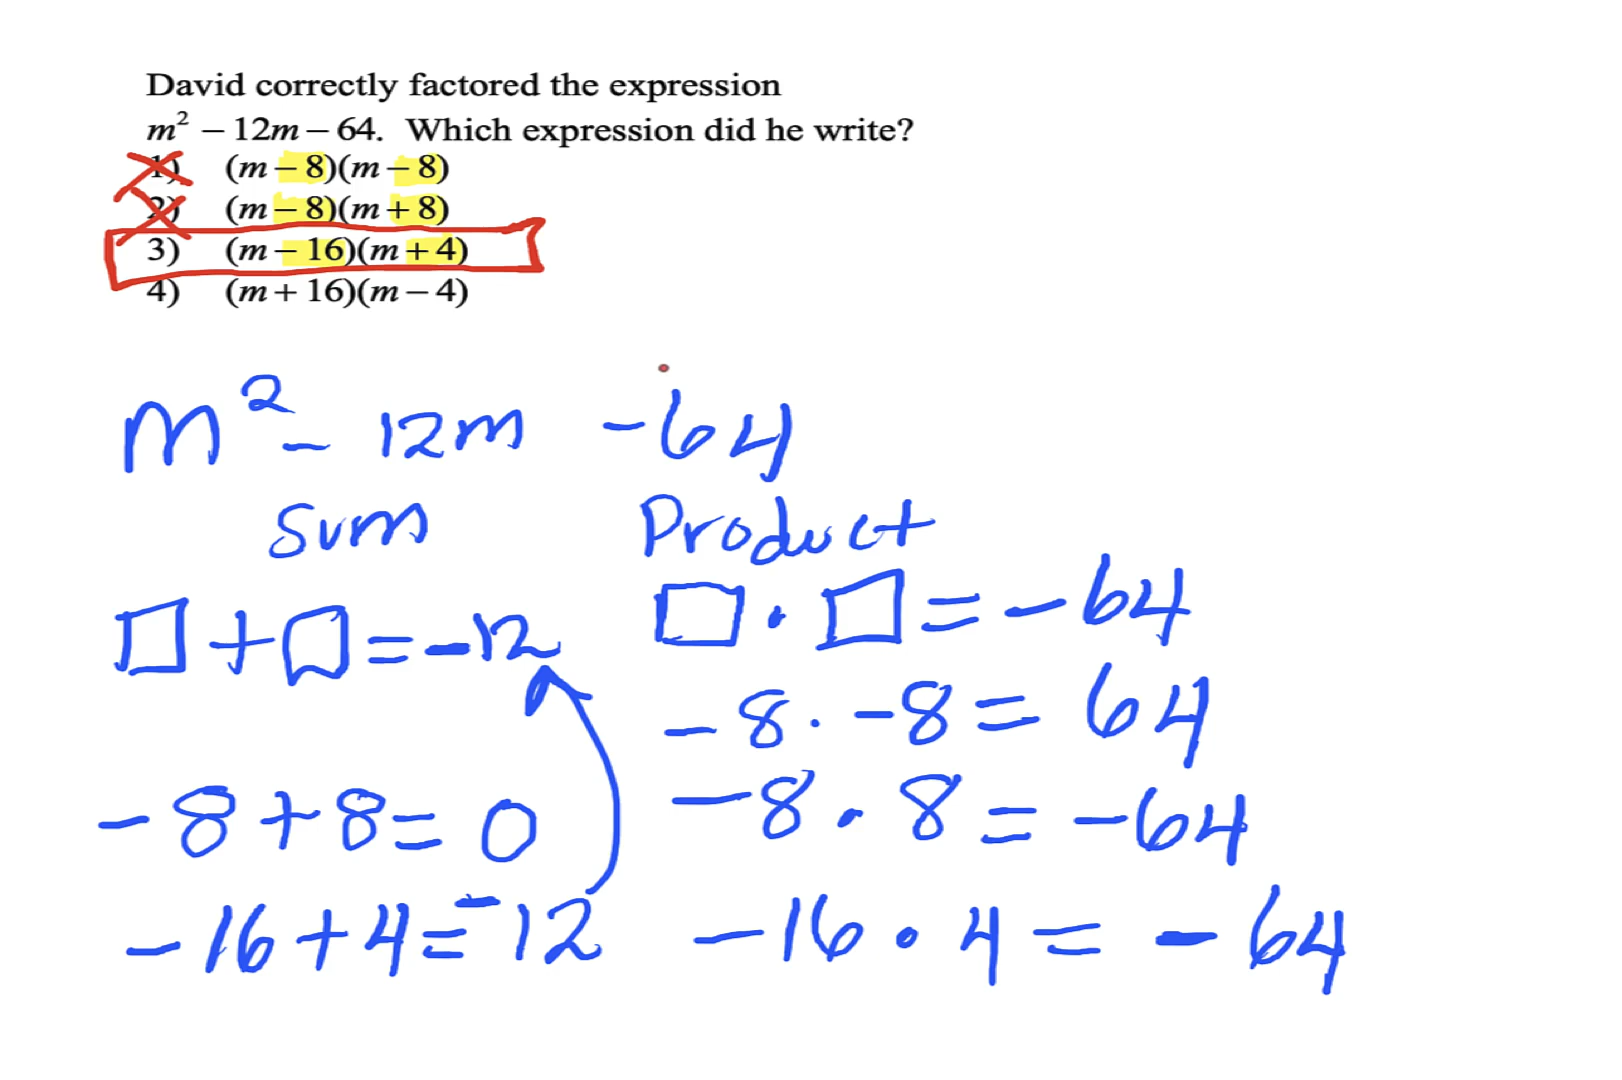 David correctly factored the expression
m² – 12m – 64. Which expression did he write?
1) (m – 8)(m – 8)
2) (m – 8)(m + 8)
3) (m – 16)(m + 4)
4) (m + 16)(m – 4)
m² - 12m - 64
Sum Product
□ + □ = -12 □ · □ = -64
-8 · -8 = 64
-8 + 8 = 0 -8 · 8 = -64
-16 + 4 = -12 -16 · 4 = -64